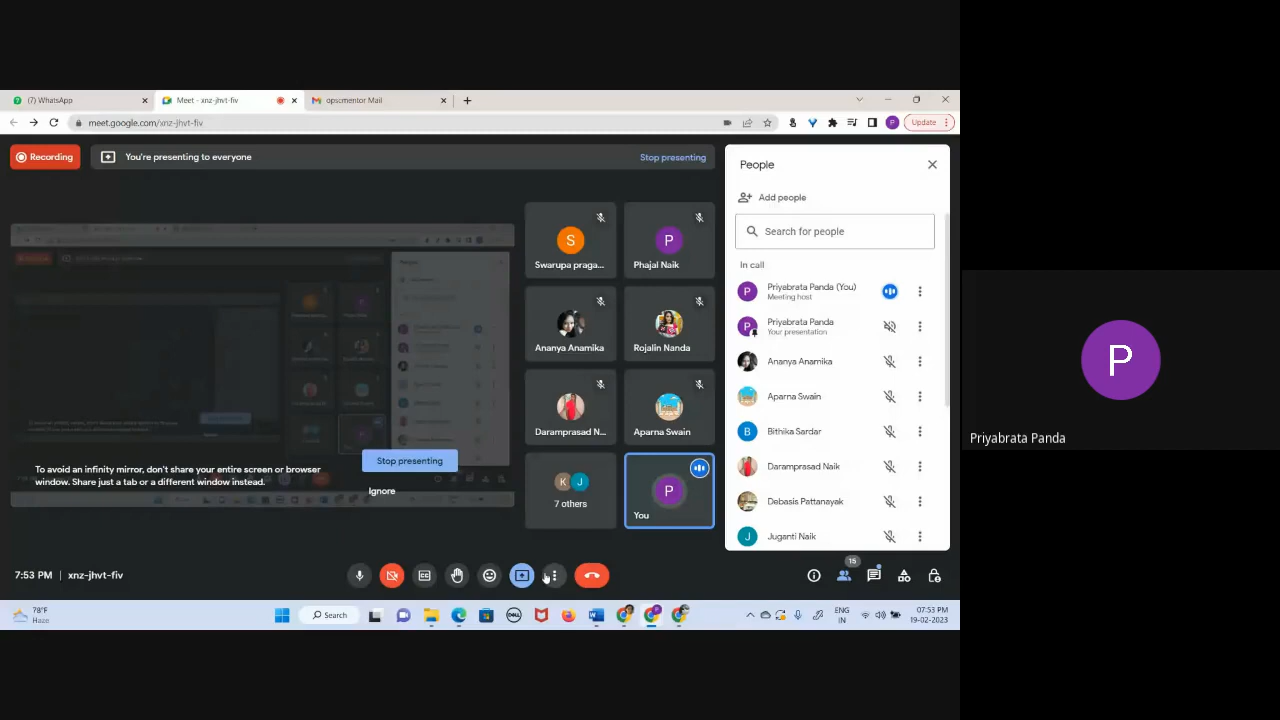 (7) WhatsApp
Meet - xnz-jhvt-fiv
opscmentor Mail
meet.google.com/xnz-jhvt-fiv
P
Update
Recording
You're presenting to everyone
Stop presenting
People
Add people
Search for people
In call
Priyabrata Panda (You)
Meeting host
Priyabrata Panda
Your presentation
Ananya Anamika
Aparna Swain
B
Bithika Sardar
Daramprasad Naik
Debasis Pattanayak
J
Juganti Naik
S
Swarupa praga...
P
Phajal Naik
Ananya Anamika
Rojalin Nanda
Daramprasad N...
Aparna Swain
K J
7 others
P
You
To avoid an infinity mirror, don't share your entire screen or browser
window. Share just a tab or a different window instead.
Stop presenting
Ignore
7:53 PM | xnz-jhvt-fiv
15
78°F
Haze
Search
DELL
ENG
IN
07:53 PM
19-02-2023
P
Priyabrata Panda